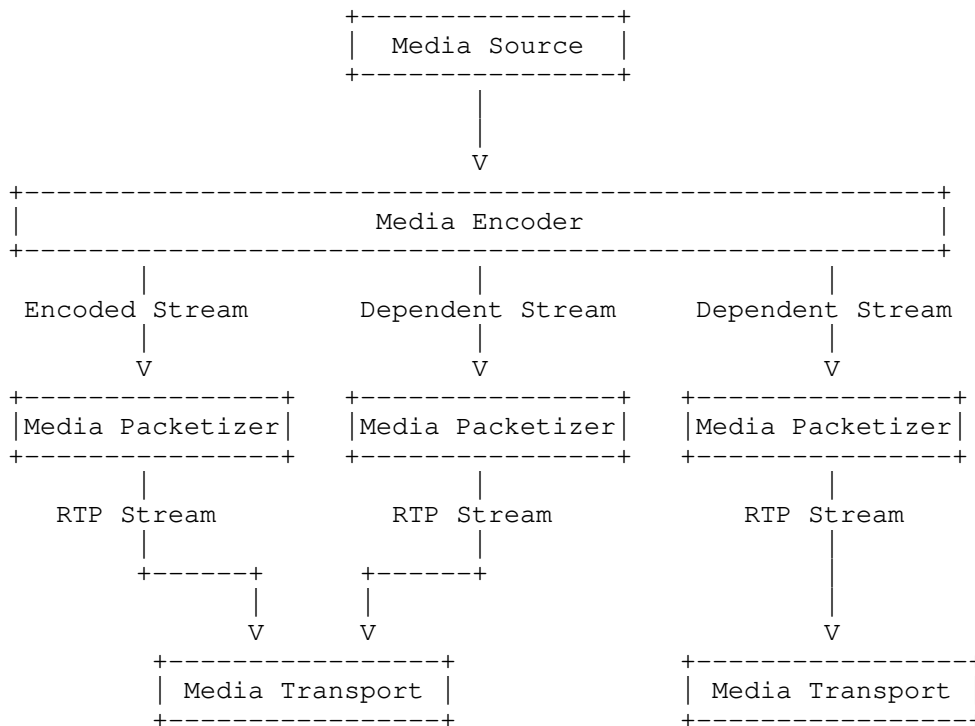 Media Source
Media Encoder
Encoded Stream Dependent Stream Dependent Stream
Media Packetizer Media Packetizer Media Packetizer
RTP Stream RTP Stream RTP Stream
Media Transport Media Transport